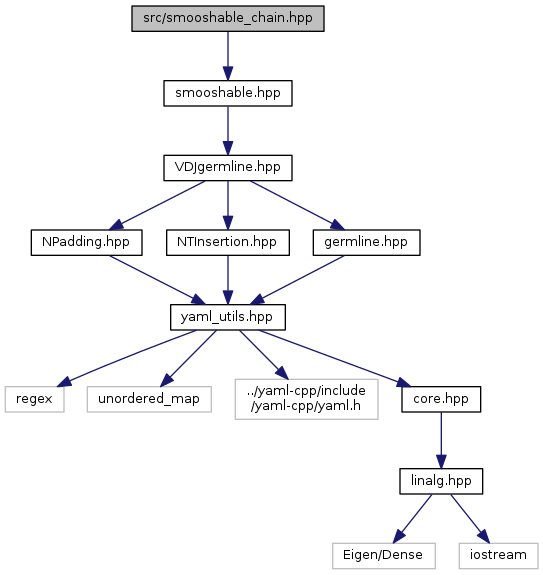 src/smooshable_chain.hpp
smooshable.hpp
VDJgermline.hpp
NPadding.hpp
NTInsertion.hpp
germline.hpp
yaml_utils.hpp
regex
unordered_map
../yaml-cpp/include
/yaml-cpp/yaml.h
core.hpp
linalg.hpp
Eigen/Dense
iostream